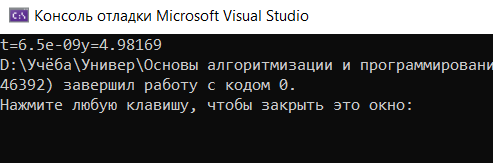 Консоль отладки Microsoft Visual Studio
t=6.5e-09y=4.98169
D:\Учёба\Универ\Основы алгоритмизации и программировани
46392) завершил работу с кодом 0.
Нажмите любую клавишу, чтобы закрыть это окно: